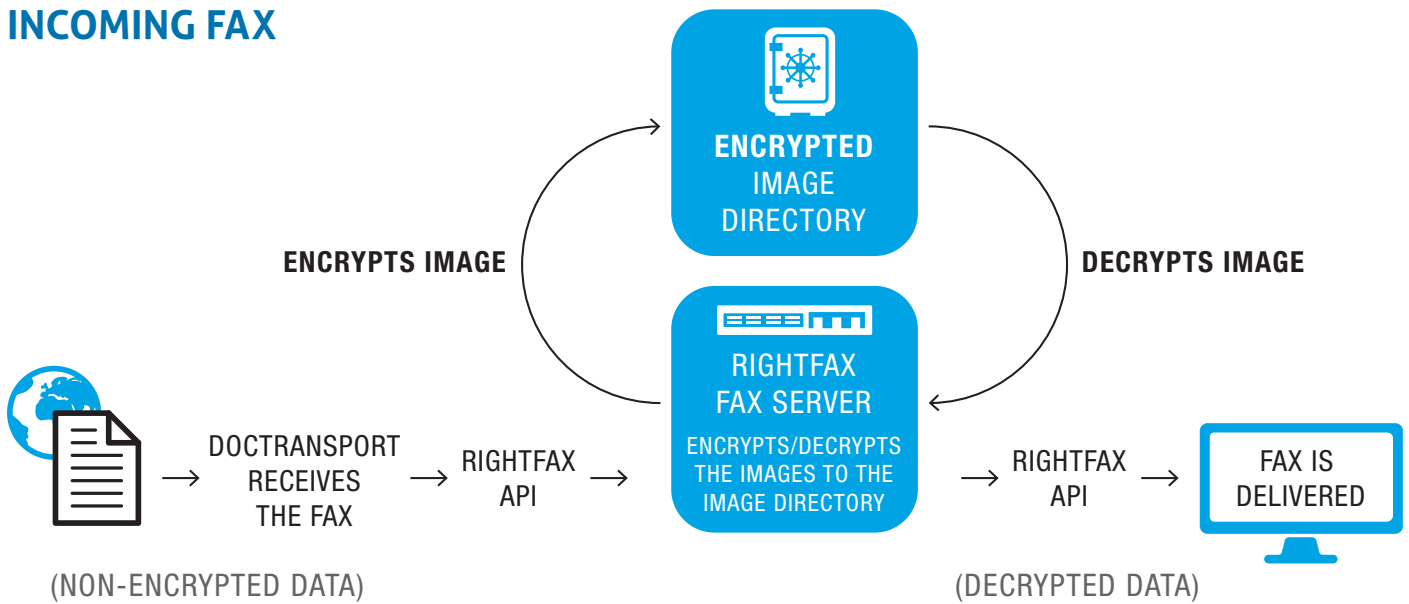 INCOMING FAX
ENCRYPTED
IMAGE
DIRECTORY
ENCRYPTS IMAGE
DECRYPTS IMAGE
RIGHTFAX
FAX SERVER
ENCRYPTS/DECRYPTS
THE IMAGES TO THE
IMAGE DIRECTORY
DOCTRANSPORT
RECEIVES
THE FAX
RIGHTFAX
API
RIGHTFAX
API
FAX IS
DELIVERED
(NON-ENCRYPTED DATA)
(DECRYPTED DATA)